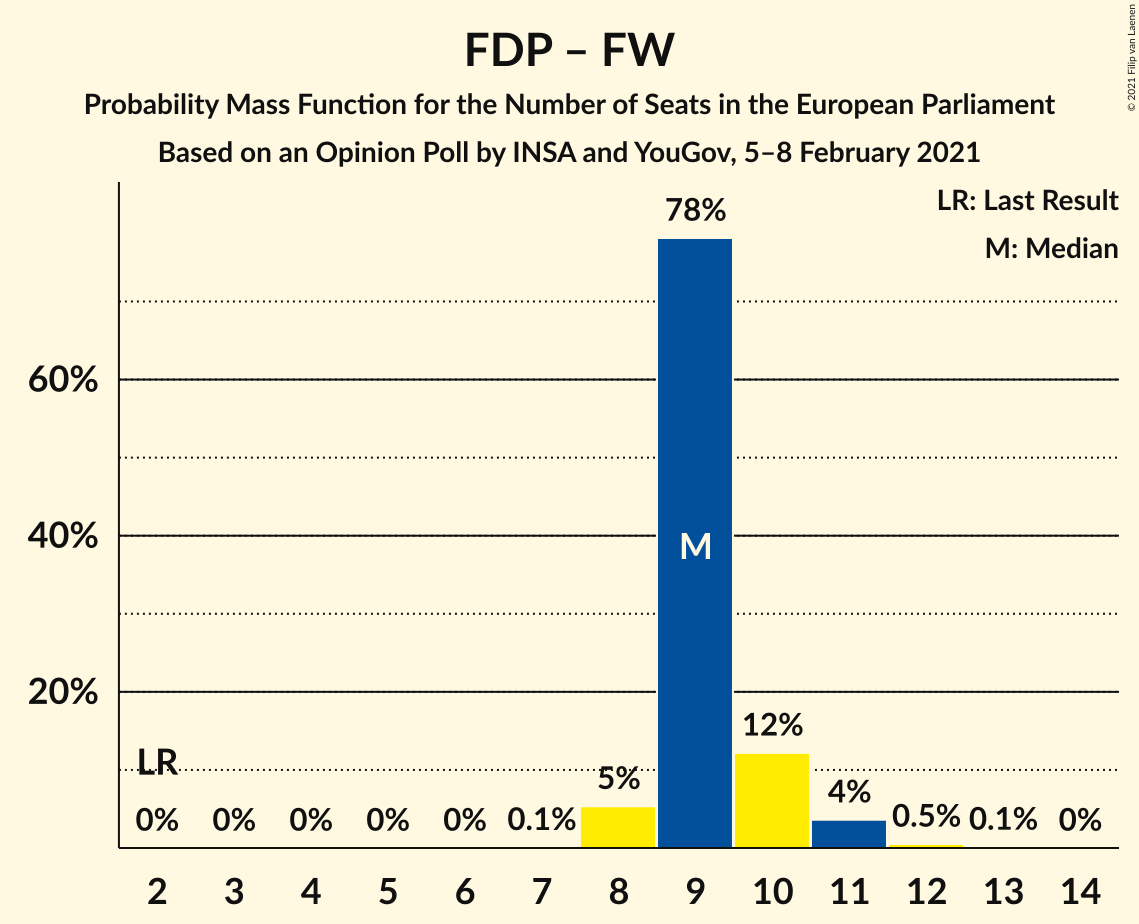 FDP – FW
Probability Mass Function for the Number of Seats in the European Parliament
Based on an Opinion Poll by INSA and YouGov, 5–8 February 2021
© 2021 Filip van Laenen
LR: Last Result
M: Median
78%
60%
40%
M
20%
12%
LR
5%
4%
0% 0% 0% 0% 0% 0.1% 0.5% 0.1% 0%
2 3 4 5 6 7 8 9 10 11 12 13 14